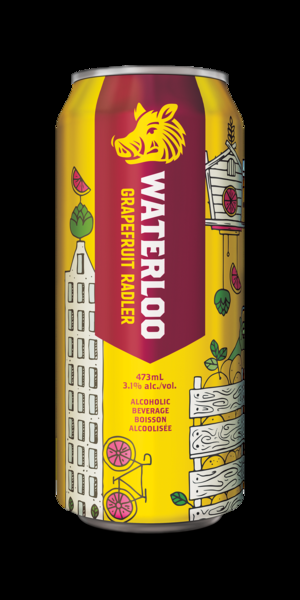 WATERLOO
GRAPEFRUIT RADLER
473mL
3.1% alc./vol.
ALCOHOLIC
BEVERAGE
BOISSON
ALCOOLISÉE